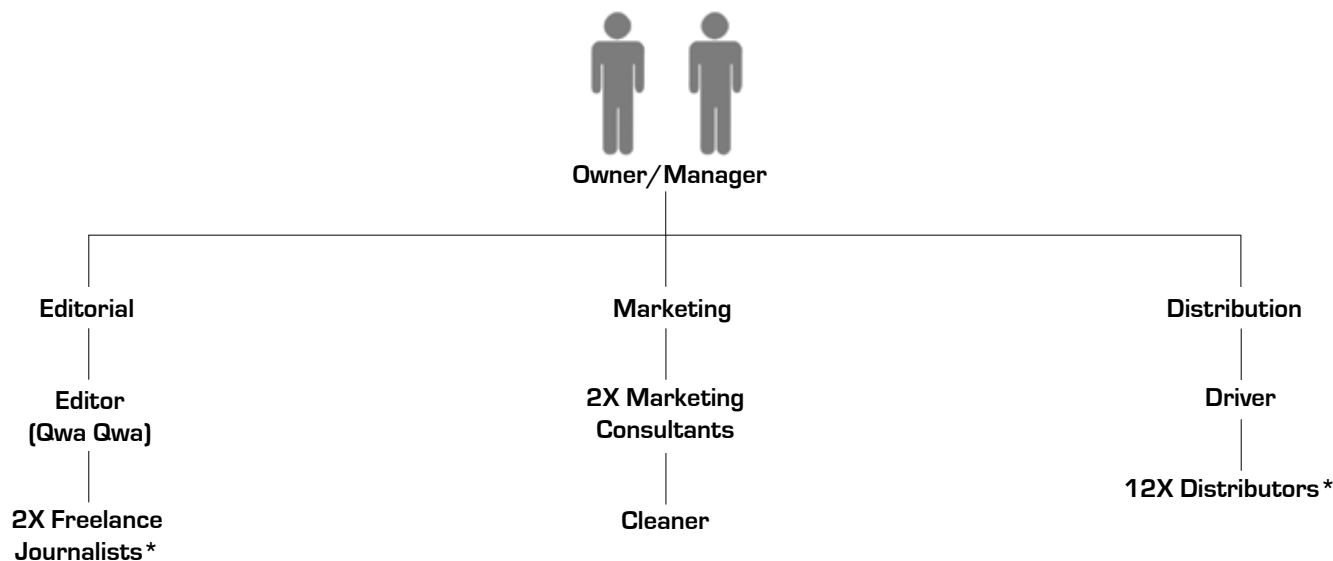 Owner/Manager
Editorial
Marketing
Distribution
Editor
(Qwa Qwa)
2X Marketing
Consultants
Driver
2X Freelance
Journalists*
Cleaner
12X Distributors*